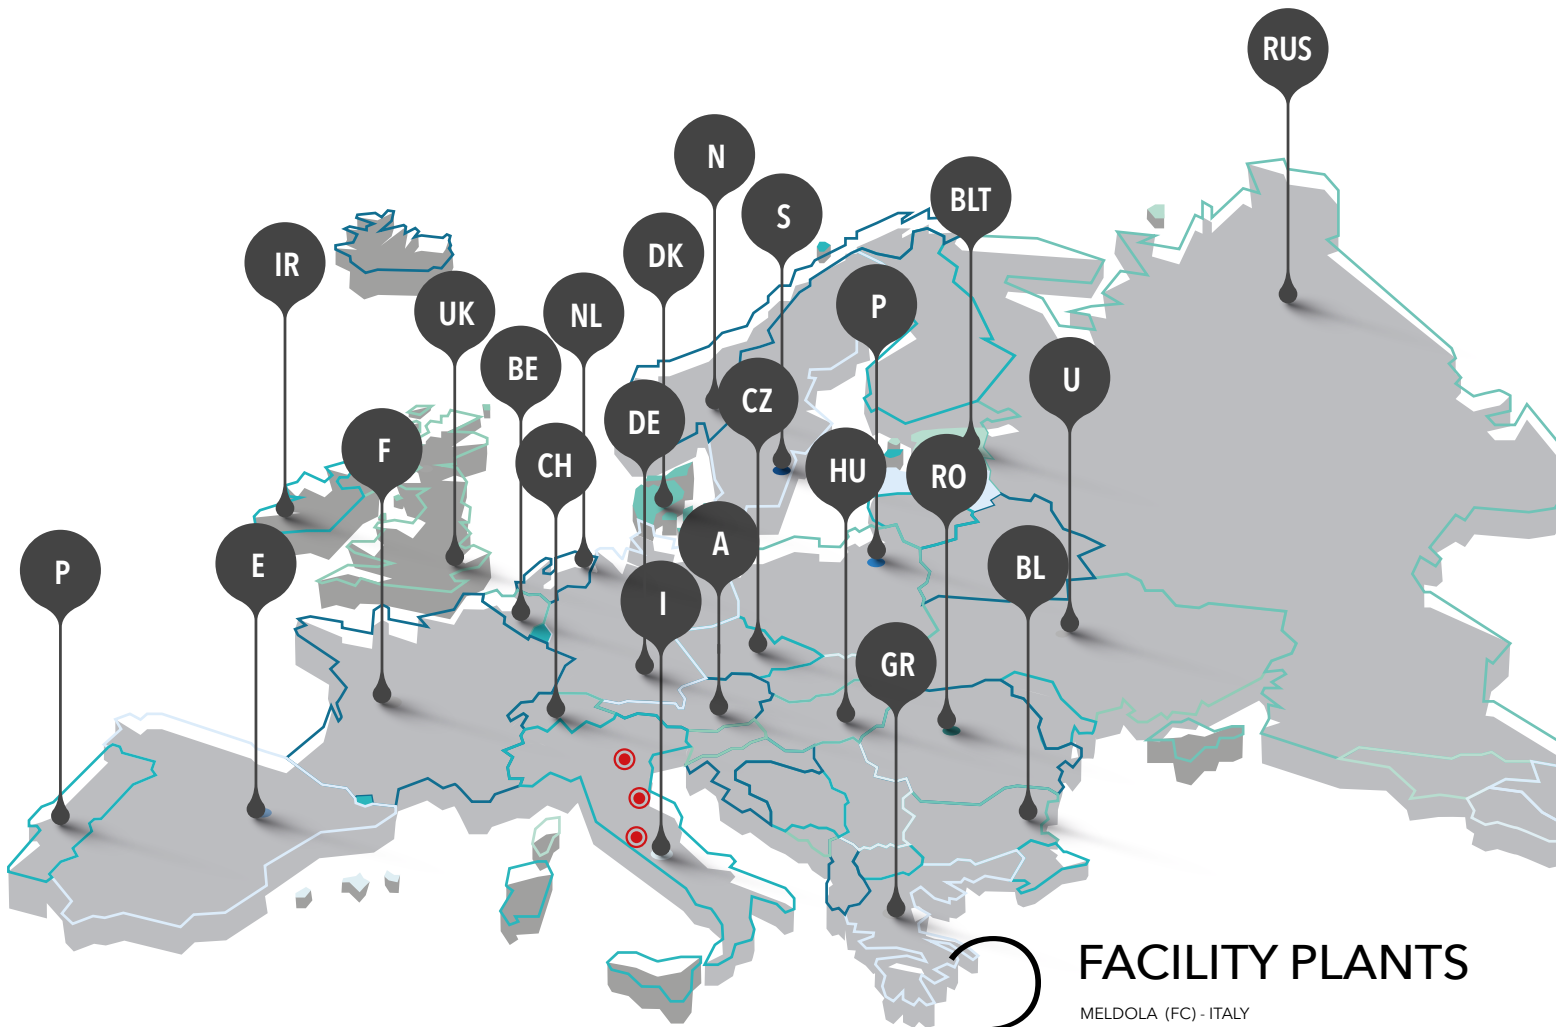 RUS
N
S
BLT
DK
IR
P
UK
NL
BE
U
CZ
DE
F
CH
HU
RO
A
E
P
BL
I
GR
FACILITY PLANTS
MELDOLA (FC) - ITALY